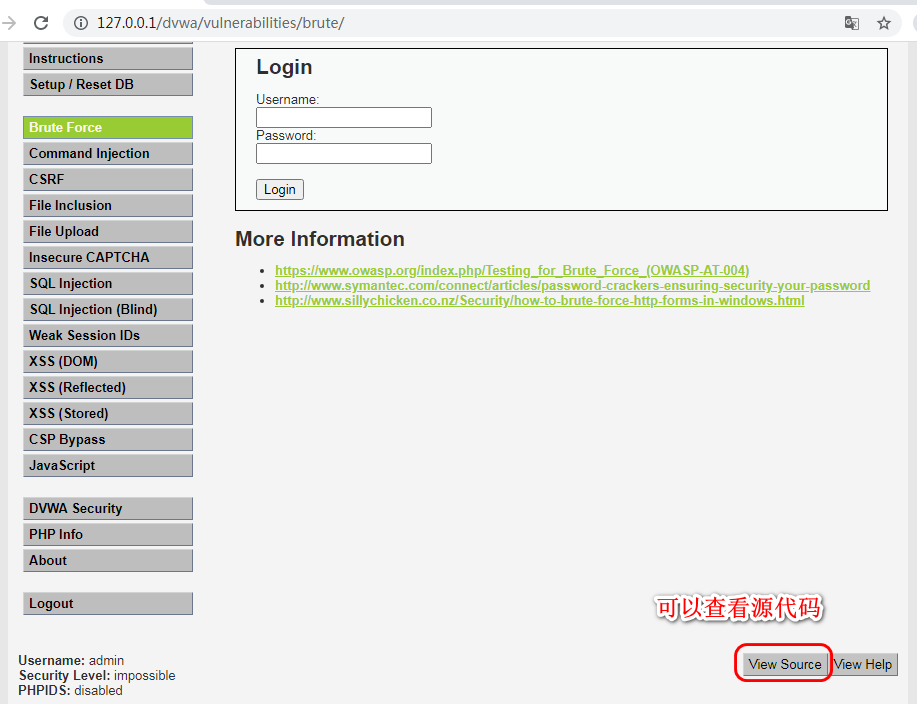 127.0.0.1/dvwa/vulnerabilities/brute/
Instructions
Setup / Reset DB
Brute Force
Command Injection
CSRF
File Inclusion
File Upload
Insecure CAPTCHA
SQL Injection
SQL Injection (Blind)
Weak Session IDs
XSS (DOM)
XSS (Reflected)
XSS (Stored)
CSP Bypass
JavaScript
DVWA Security
PHP Info
About
Logout
Login
Username:
Password:
Login
More Information
https://www.owasp.org/index.php/Testing_for_Brute_Force_(OWASP-AT-004)
http://www.symantec.com/connect/articles/password-crackers-ensuring-security-your-password
http://www.sillychicken.co.nz/Security/how-to-brute-force-http-forms-in-windows.html
可以查看源代码
View Source View Help
Username: admin
Security Level: impossible
PHPIDS: disabled